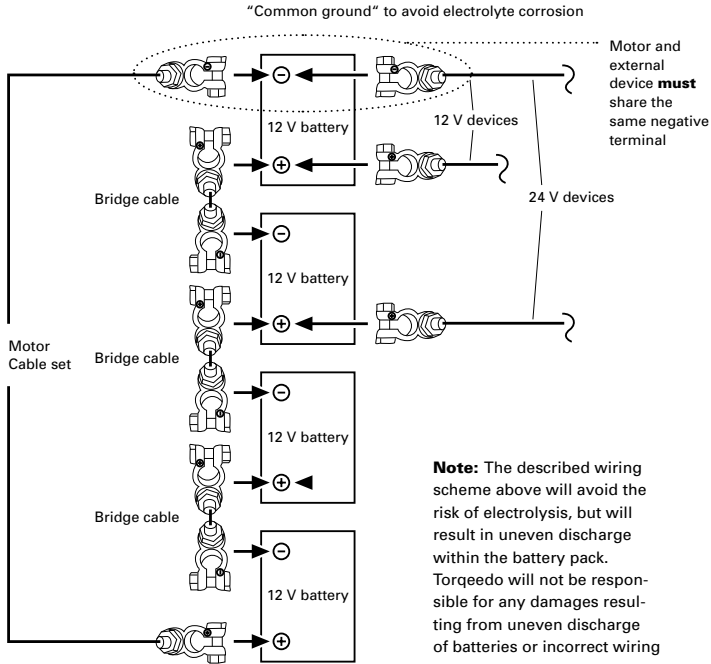 “Common ground“ to avoid electrolyte corrosion
Motor and
external
device must
share the
same negative
terminal
12 V battery
12 V devices
Bridge cable
24 V devices
12 V battery
Motor
Cable set
Bridge cable
12 V battery
Bridge cable
12 V battery
Note: The described wiring
scheme above will avoid the
risk of electrolysis, but will
result in uneven discharge
within the battery pack.
Torqeedo will not be respon-
sible for any damages resul-
ting from uneven discharge
of batteries or incorrect wiring